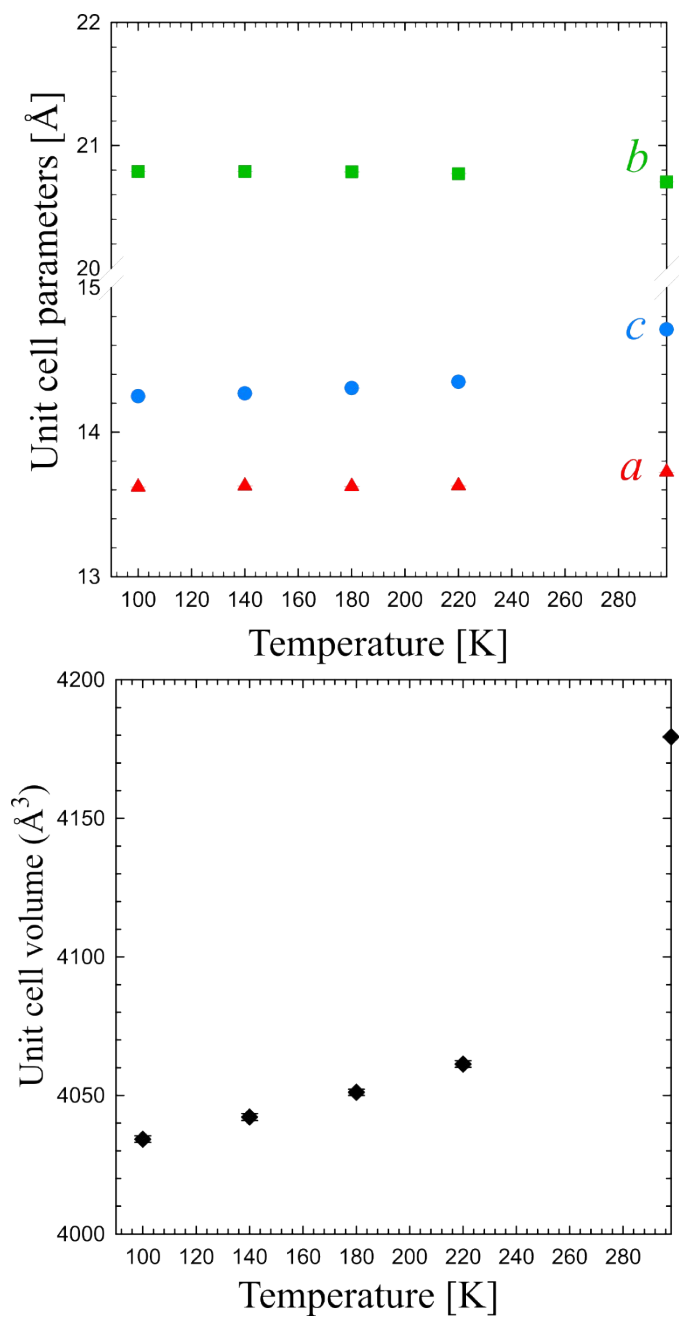 22
Unit cell parameters [Å]
21
b
20
15
c
14
a
13
100 120 140 160 180 200 220 240 260 280
Temperature [K]
4200
Unit cell volume (Å³)
4150
4100
4050
4000
100 120 140 160 180 200 220 240 260 280
Temperature [K]